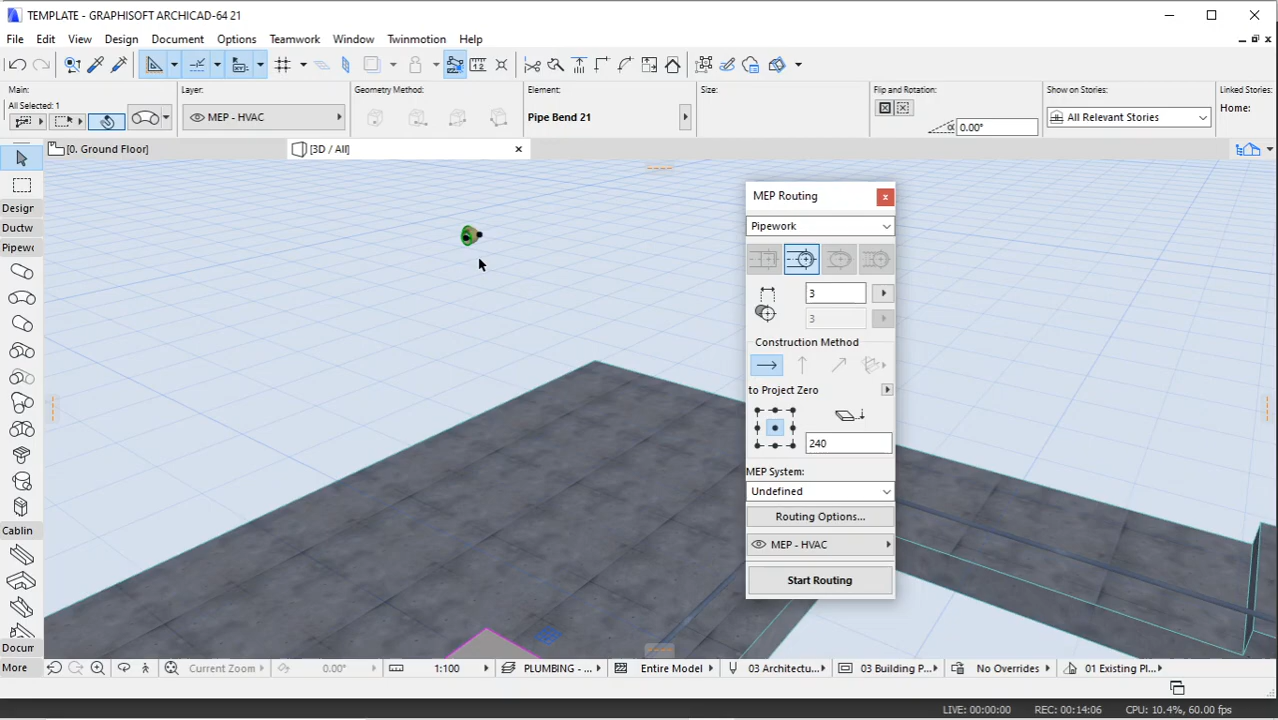 TEMPLATE - GRAPHISOFT ARCHICAD-64 21
File Edit View Design Document Options Teamwork Window Twinmotion Help
Main:
All Selected: 1
Layer:
MEP - HVAC
Geometry Method:
Element:
Pipe Bend 21
Size:
Flip and Rotation:
0.00°
Show on Stories:
All Relevant Stories
Linked Stories:
Home:
[0. Ground Floor]
[3D / All]
Design
Ductw
Pipew
Cablin
Docum
More
MEP Routing
Pipework
3
3
Construction Method
to Project Zero
240
MEP System:
Undefined
Routing Options...
MEP - HVAC
Start Routing
Current Zoom
0.00°
1:100
PLUMBING - ...
Entire Model
03 Architectu...
03 Building P...
No Overrides
01 Existing Pl...
LIVE: 00:00:00
REC: 00:14:06
CPU: 10.4%, 60.00 fps